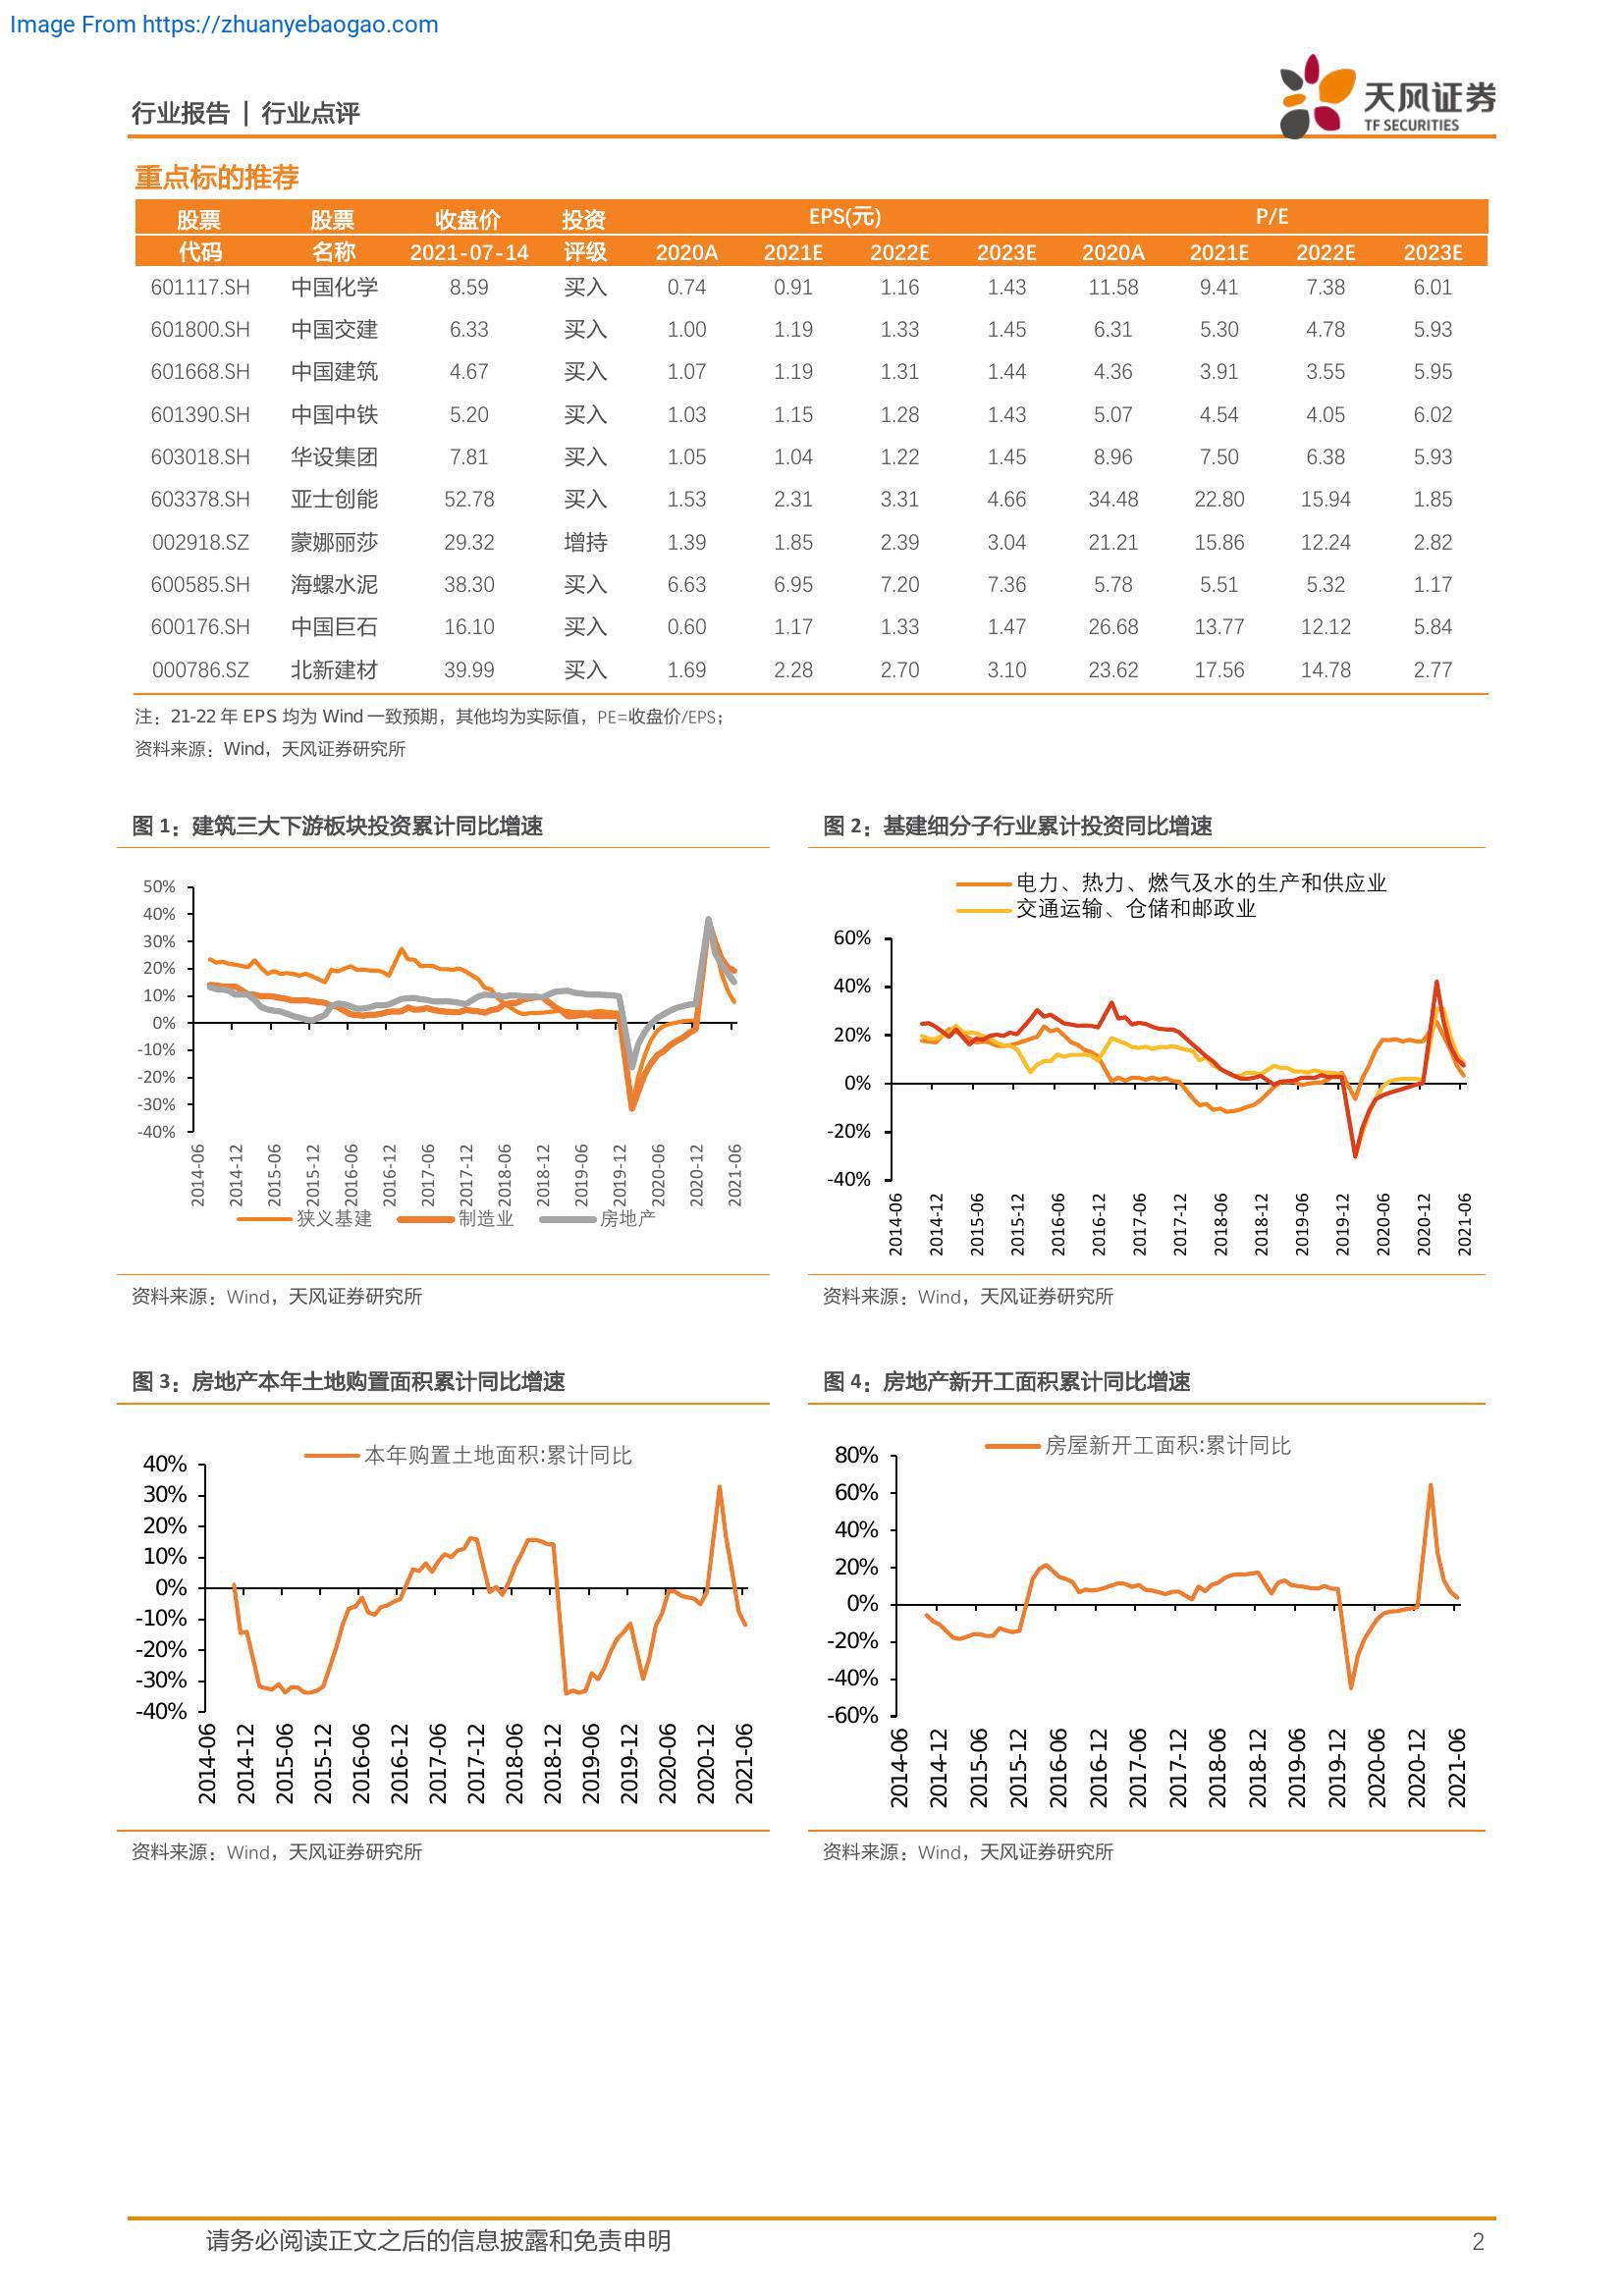 Image From https://zhuanyebaogao.com
行业报告 | 行业点评
天风证券
TF SECURITIES
重点标的推荐
股票 股票 收盘价 投资 EPS(元) P/E
代码 名称 2021-07-14 评级 2020A 2021E 2022E 2023E 2020A 2021E 2022E 2023E
601117.SH 中国化学 8.59 买入 0.74 0.91 1.16 1.43 11.58 9.41 7.38 6.01
601800.SH 中国交建 6.33 买入 1.00 1.19 1.33 1.45 6.31 5.30 4.78 5.93
601668.SH 中国建筑 4.67 买入 1.07 1.19 1.31 1.44 4.36 3.91 3.55 5.95
601390.SH 中国中铁 5.20 买入 1.03 1.15 1.28 1.43 5.07 4.54 4.05 6.02
603018.SH 华设集团 7.81 买入 1.05 1.04 1.22 1.45 8.96 7.50 6.38 5.93
603378.SH 亚士创能 52.78 买入 1.53 2.31 3.31 4.66 34.48 22.80 15.94 1.85
002918.SZ 蒙娜丽莎 29.32 增持 1.39 1.85 2.39 3.04 21.21 15.86 12.24 2.82
600585.SH 海螺水泥 38.30 买入 6.63 6.95 7.20 7.36 5.78 5.51 5.32 1.17
600176.SH 中国巨石 16.10 买入 0.60 1.17 1.33 1.47 26.68 13.77 12.12 5.84
000786.SZ 北新建材 39.99 买入 1.69 2.28 2.70 3.10 23.62 17.56 14.78 2.77
注：21-22 年 EPS 均为 Wind 一致预期，其他均为实际值，PE=收盘价/EPS；
资料来源：Wind，天风证券研究所
图 1：建筑三大下游板块投资累计同比增速
50%
40%
30%
20%
10%
0%
-10%
-20%
-30%
-40%
2014-06 2014-12 2015-06 2015-12 2016-06 2016-12 2017-06 2017-12 2018-06 2018-12 2019-06 2019-12 2020-06 2020-12 2021-06
狭义基建 制造业 房地产
资料来源：Wind，天风证券研究所
图 2：基建细分子行业累计投资同比增速
电力、热力、燃气及水的生产和供应业
交通运输、仓储和邮政业
60%
40%
20%
0%
-20%
-40%
2014-06 2014-12 2015-06 2015-12 2016-06 2016-12 2017-06 2017-12 2018-06 2018-12 2019-06 2019-12 2020-06 2020-12 2021-06
资料来源：Wind，天风证券研究所
图 3：房地产本年土地购置面积累计同比增速
本年购置土地面积:累计同比
40%
30%
20%
10%
0%
-10%
-20%
-30%
-40%
2014-06 2014-12 2015-06 2015-12 2016-06 2016-12 2017-06 2017-12 2018-06 2018-12 2019-06 2019-12 2020-06 2020-12 2021-06
资料来源：Wind，天风证券研究所
图 4：房地产新开工面积累计同比增速
房屋新开工面积:累计同比
80%
60%
40%
20%
0%
-20%
-40%
-60%
2014-06 2014-12 2015-06 2015-12 2016-06 2016-12 2017-06 2017-12 2018-06 2018-12 2019-06 2019-12 2020-06 2020-12 2021-06
资料来源：Wind，天风证券研究所
请务必阅读正文之后的信息披露和免责申明 2